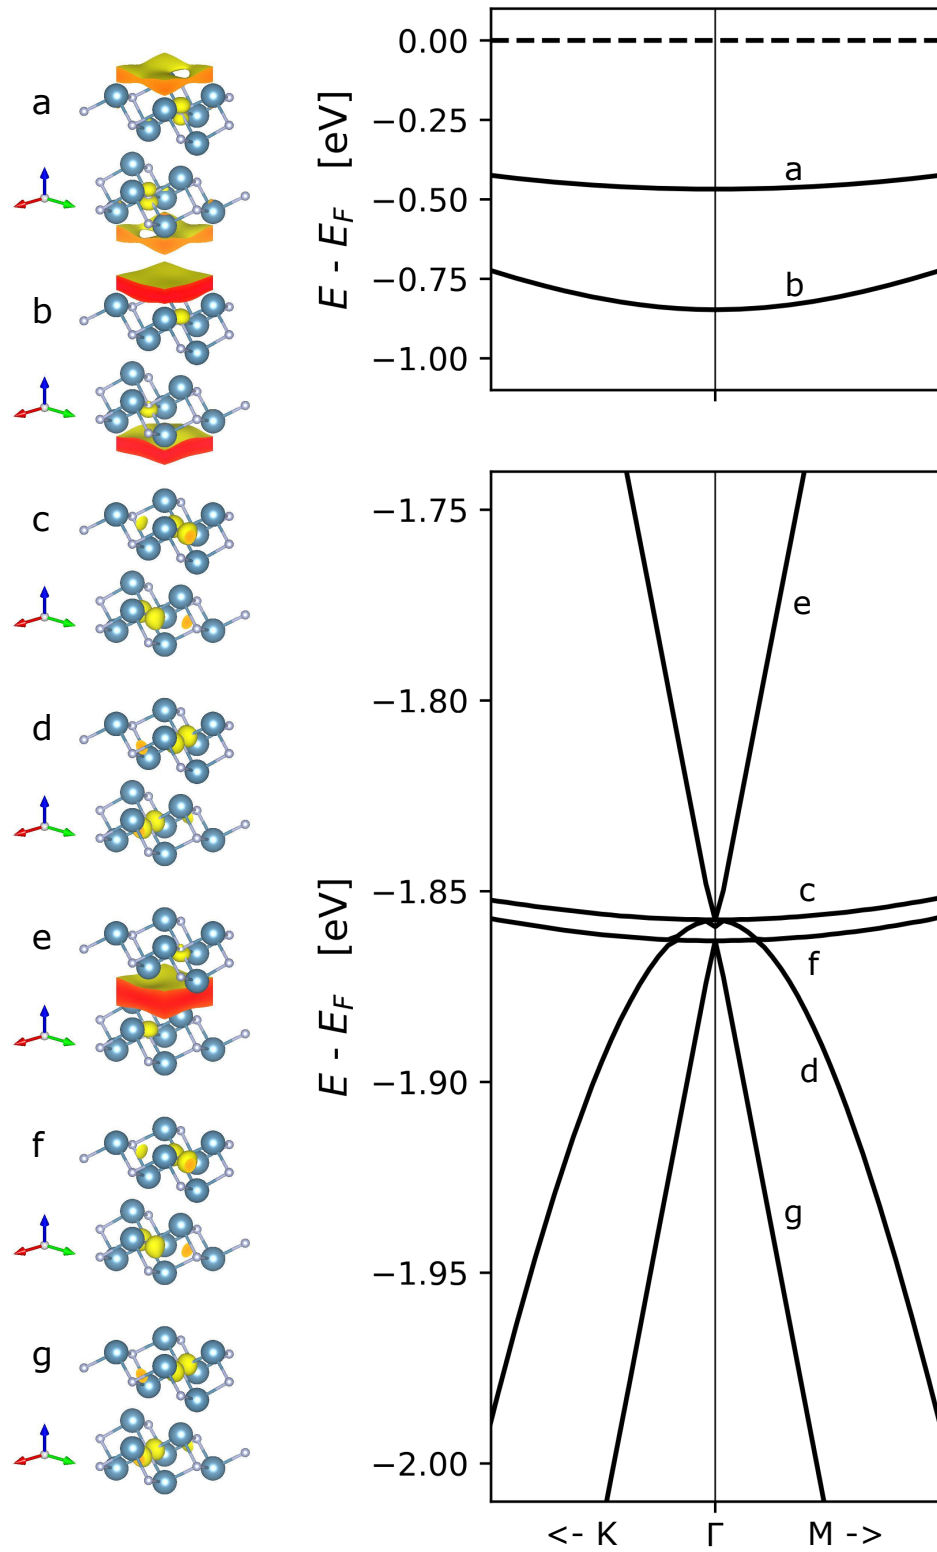 a
b
c
d
e
f
g
E - E_F [eV]
0.00
−0.25
−0.50
−0.75
−1.00
a
b
E - E_F [eV]
−1.75
−1.80
−1.85
−1.90
−1.95
−2.00
e
c
f
d
g
<- K
Γ
M ->